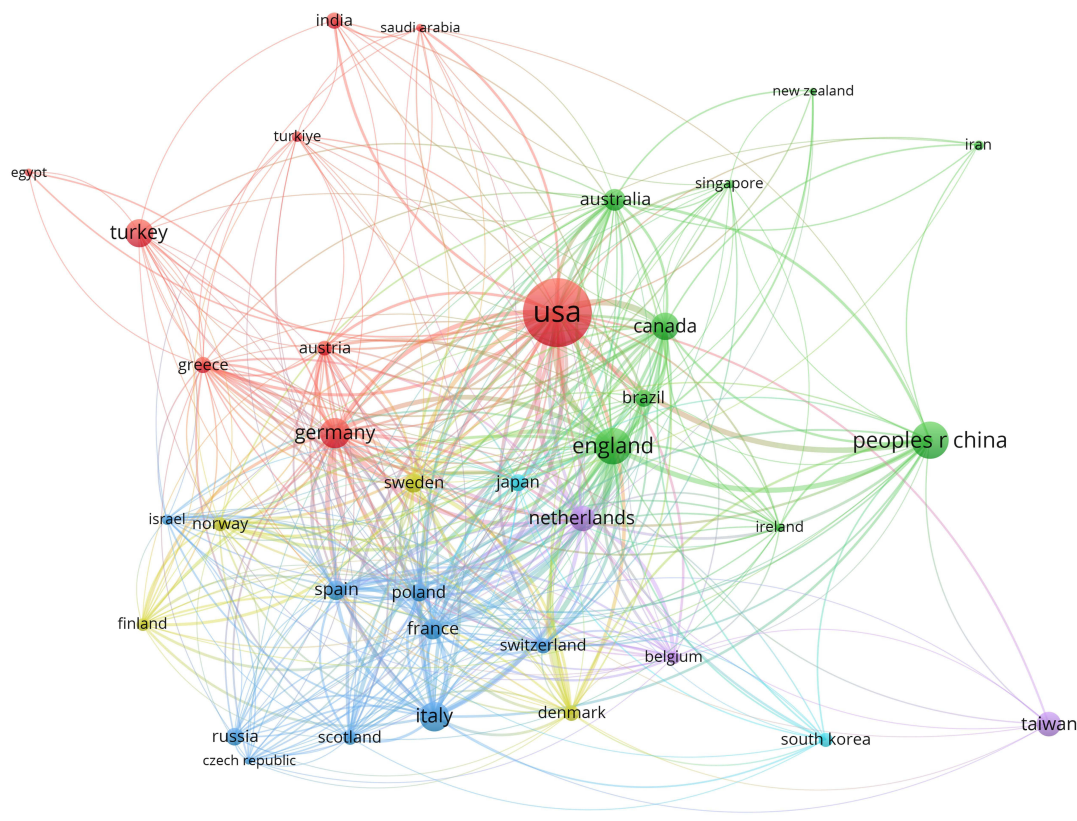 india
saudi arabia
new zealand
turkiye
iran
egypt
singapore
australia
turkey
usa
canada
austria
greece
brazil
germany
peoples r china
england
sweden
japan
netherlands
israel
norway
ireland
spain
poland
finland
france
switzerland
belgium
denmark
italy
taiwan
russia
scotland
south korea
czech republic